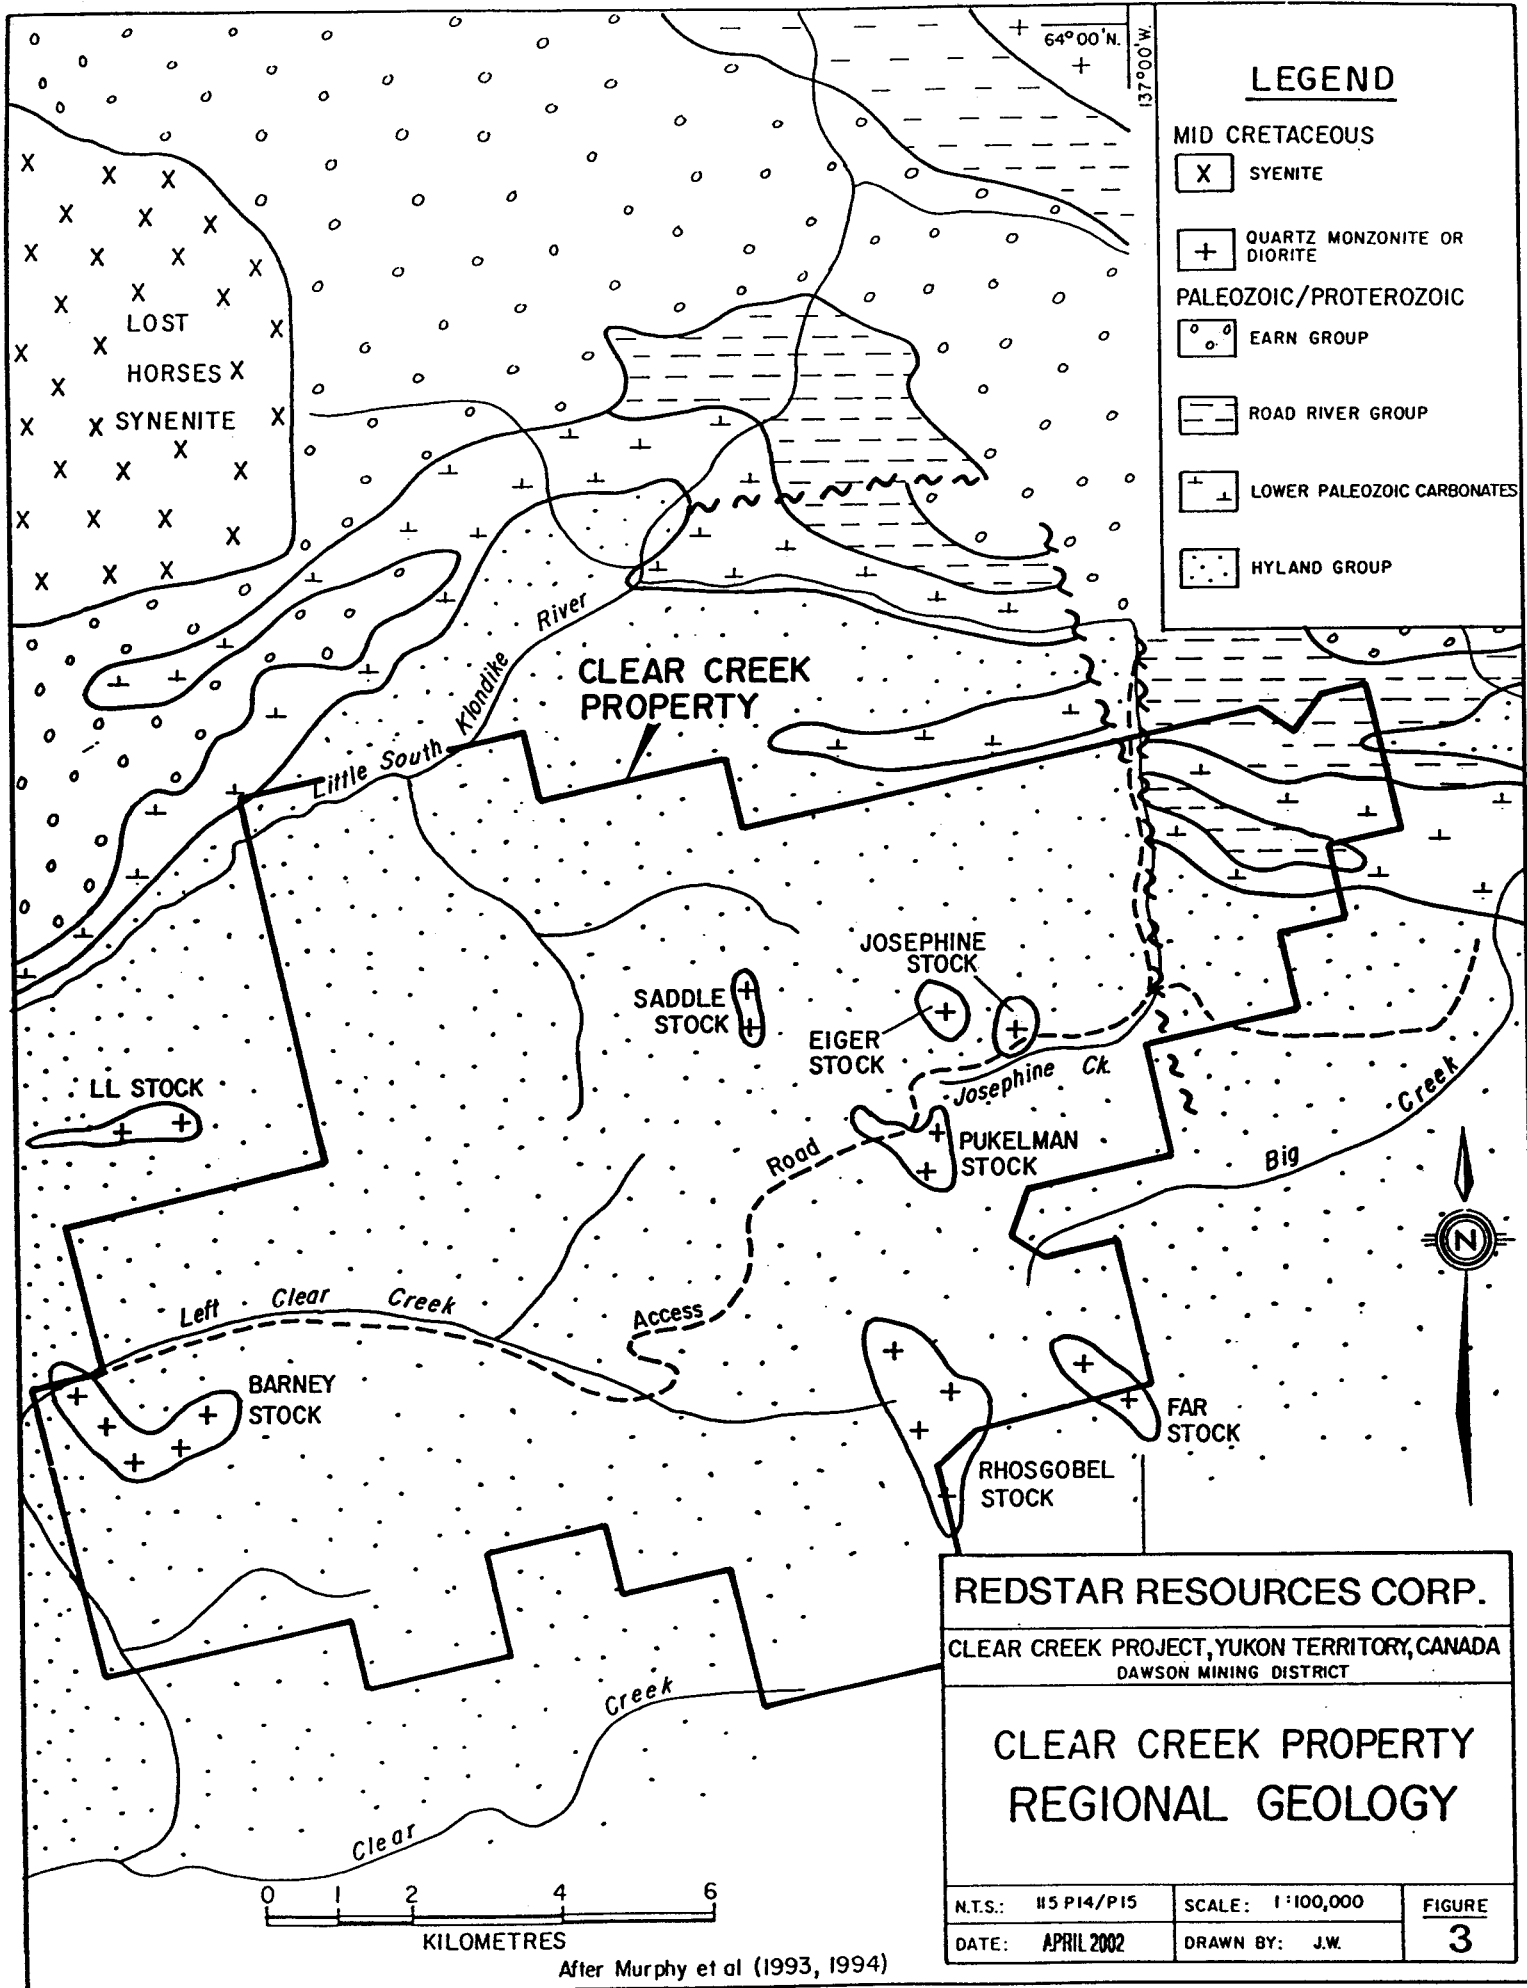 64°00'N.
137°00'W.
LEGEND
MID CRETACEOUS
X SYENITE
+ QUARTZ MONZONITE OR
DIORITE
PALEOZOIC/PROTEROZOIC
EARN GROUP
ROAD RIVER GROUP
LOWER PALEOZOIC CARBONATES
HYLAND GROUP
LOST
HORSES
SYNENITE
Little South Klondike River
CLEAR CREEK
PROPERTY
JOSEPHINE
STOCK
SADDLE
STOCK
EIGER
STOCK
Josephine Ck.
LL STOCK
PUKELMAN
STOCK
Access Road
Big Creek
N
Left Clear Creek
BARNEY
STOCK
FAR
STOCK
RHOSGOBEL
STOCK
Clear Creek
0 1 2 4 6
KILOMETRES
After Murphy et al (1993, 1994)
REDSTAR RESOURCES CORP.
CLEAR CREEK PROJECT, YUKON TERRITORY, CANADA
DAWSON MINING DISTRICT
CLEAR CREEK PROPERTY
REGIONAL GEOLOGY
N.T.S.: 115 P14/P15
SCALE: 1:100,000
FIGURE
3
DATE: APRIL 2002
DRAWN BY: J.W.